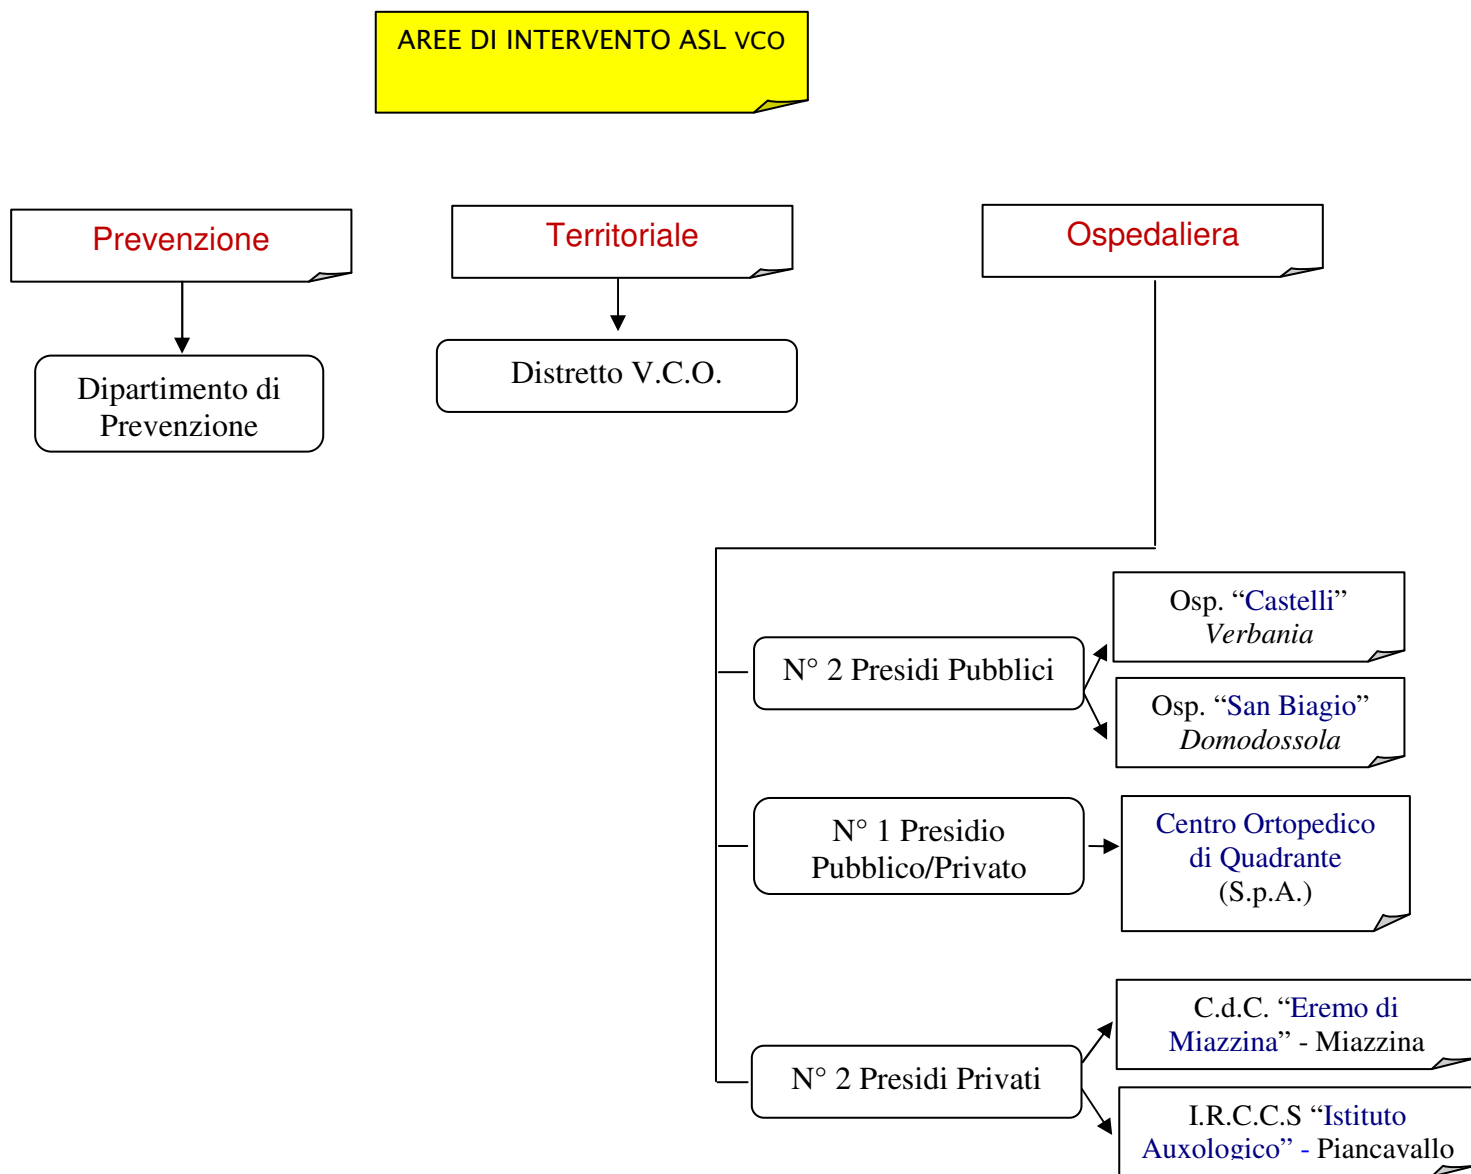 AREE DI INTERVENTO ASL VCO
Prevenzione
Territoriale
Ospedaliera
Dipartimento di
Prevenzione
Distretto V.C.O.
N° 2 Presidi Pubblici
Osp. “Castelli”
Verbania
Osp. “San Biagio”
Domodossola
N° 1 Presidio
Pubblico/Privato
Centro Ortopedico
di Quadrante
(S.p.A.)
N° 2 Presidi Privati
C.d.C. “Eremo di
Miazzina” - Miazzina
I.R.C.C.S “Istituto
Auxologico” - Piancavallo